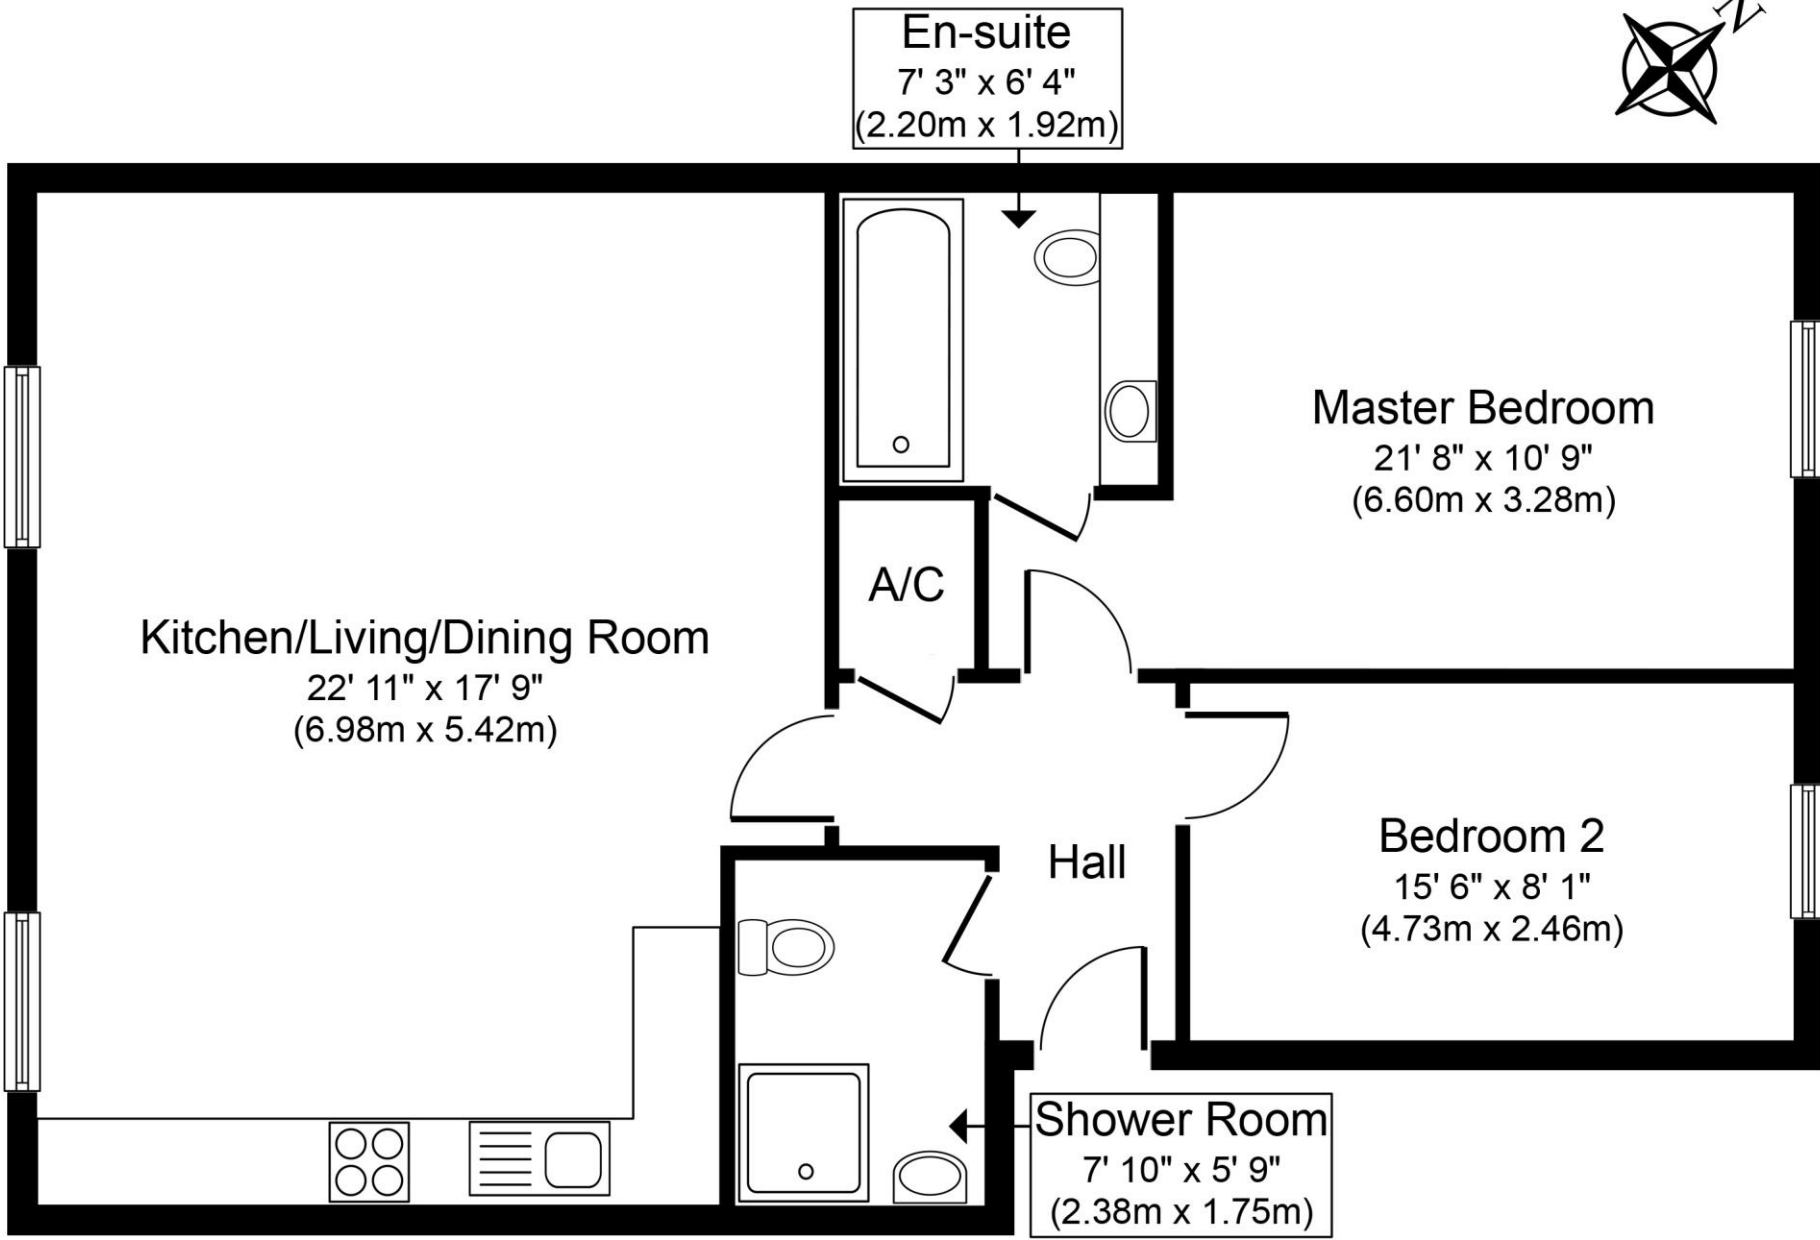 En-suite
7' 3" x 6' 4"
(2.20m x 1.92m)
N
Master Bedroom
21' 8" x 10' 9"
(6.60m x 3.28m)
A/C
Kitchen/Living/Dining Room
22' 11" x 17' 9"
(6.98m x 5.42m)
Hall
Bedroom 2
15' 6" x 8' 1"
(4.73m x 2.46m)
Shower Room
7' 10" x 5' 9"
(2.38m x 1.75m)